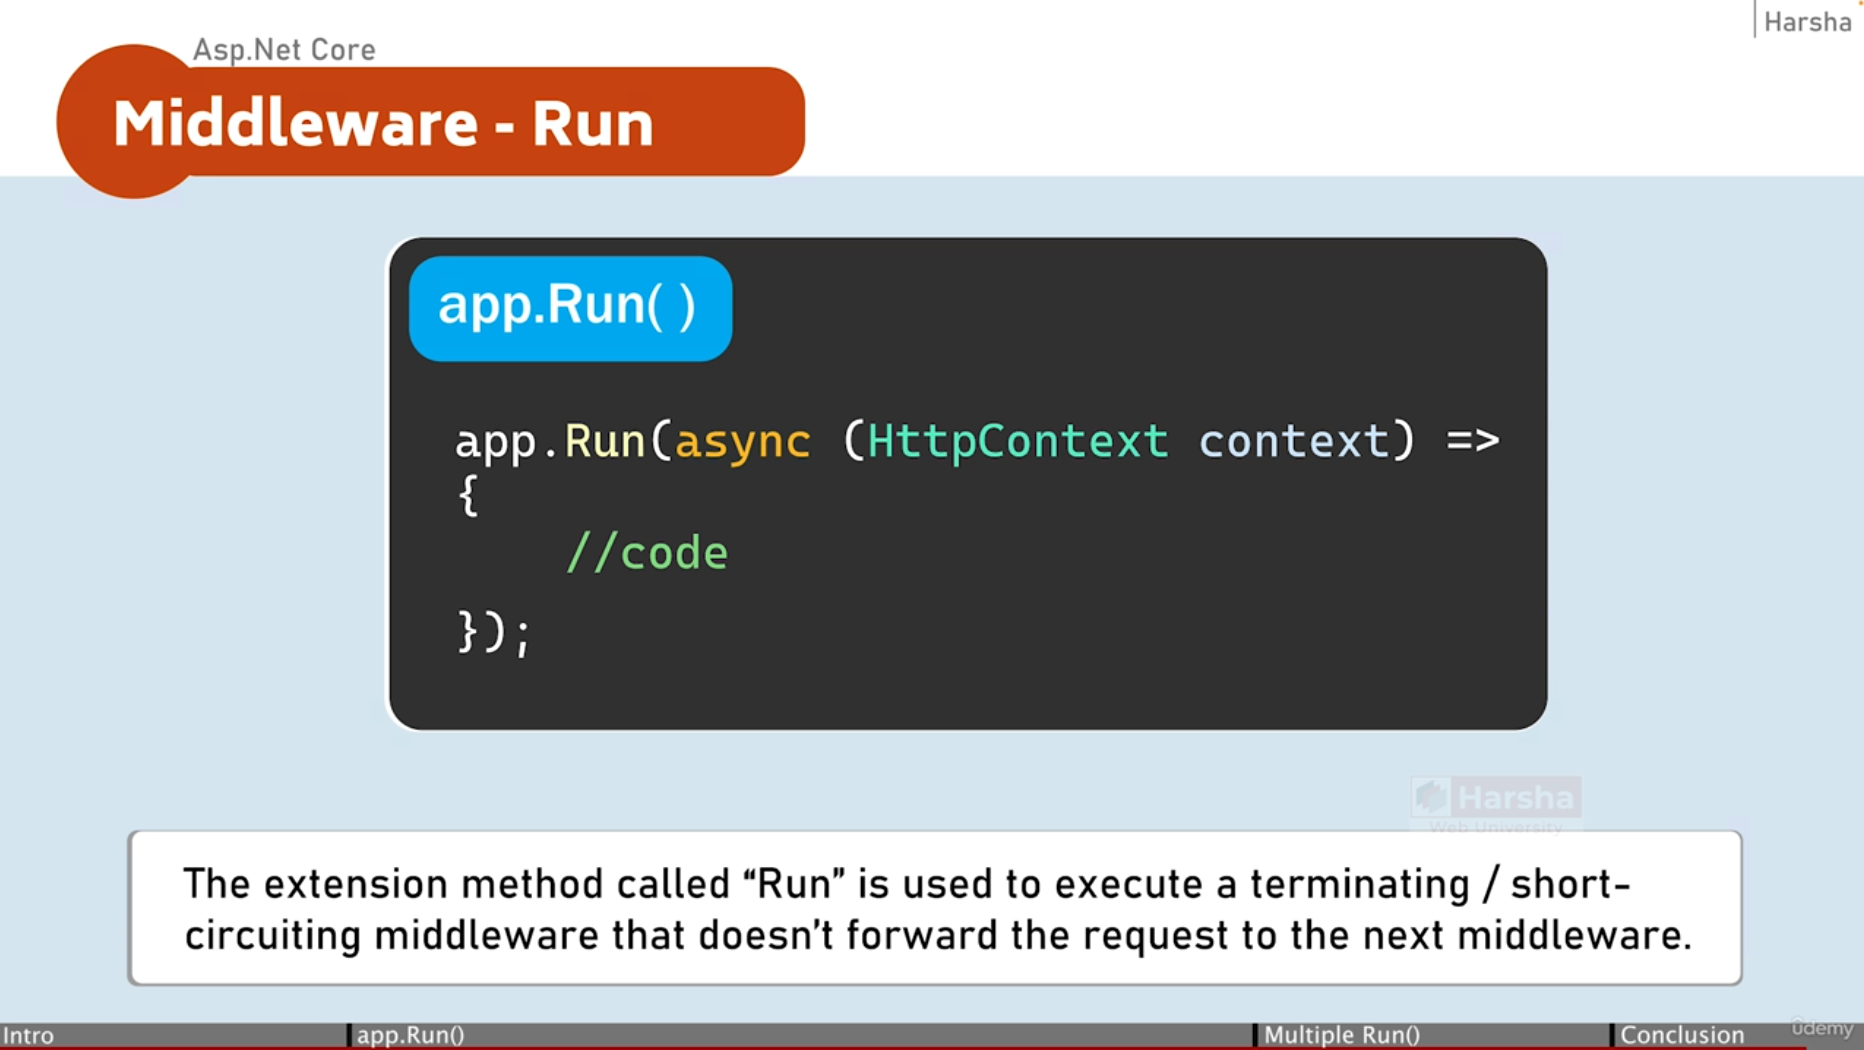 Harsha
Asp.Net Core
Middleware - Run
app.Run( )
app.Run(async (HttpContext context) =>
{
//code
});
Harsha
Web University
The extension method called “Run” is used to execute a terminating / short-
circuiting middleware that doesn't forward the request to the next middleware.
Intro
app.Run()
Multiple Run()
Conclusion
ûdemy